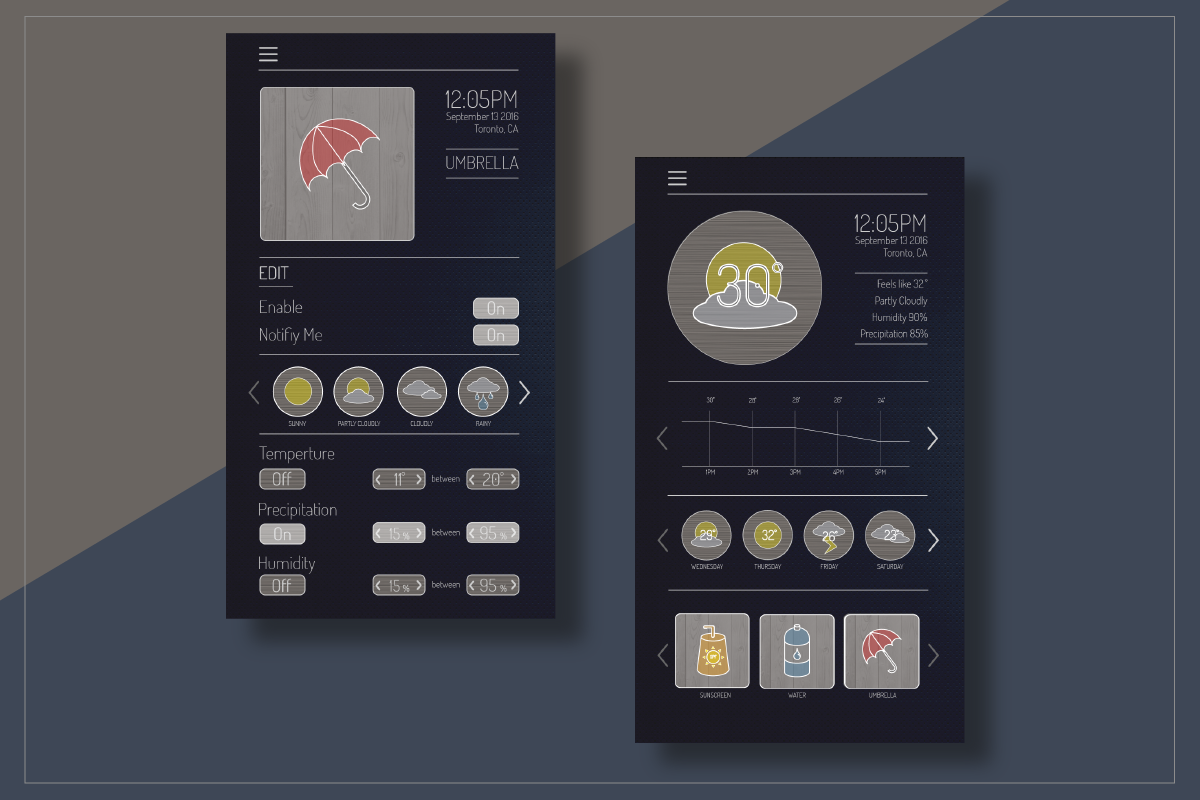 12:05PM
September 13 2016
Toronto, CA
UMBRELLA
EDIT
Enable On
Notifiy Me On
SUNNY PARTLY CLOUDLY CLOUDLY RAINY
Temperture
Off 11° between 20°
Precipitation
On 15 % between 95 %
Humidity
Off 15 % between 95 %
30°
12:05PM
September 13 2016
Toronto, CA
Feels like 32°
Partly Cloudly
Humidity 90%
Precipitation 85%
30° 28° 26° 24°
1PM 2PM 3PM 4PM 5PM
29° 32° 26° 23°
WEDNESDAY THURSDAY FRIDAY SATURDAY
SUNSCREEN WATER UMBRELLA